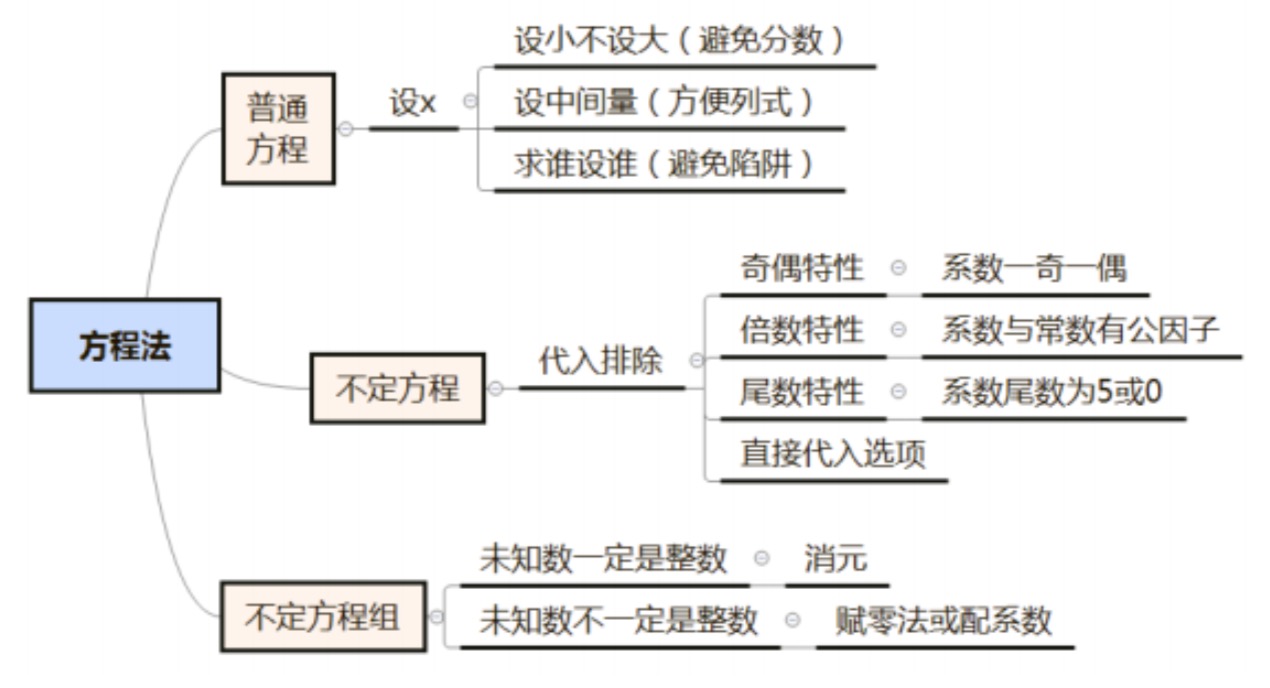 设小不设大（避免分数）
普通
方程
设x
设中间量（方便列式）
求谁设谁（避免陷阱）
方程法
不定方程
代入排除
奇偶特性
系数一奇一偶
倍数特性
系数与常数有公因子
尾数特性
系数尾数为5或0
直接代入选项
不定方程组
未知数一定是整数
消元
未知数不一定是整数
赋零法或配系数